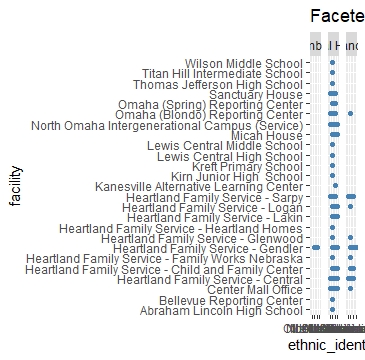 Facete
mb
l H
anc
Wilson Middle School
Titan Hill Intermediate School
Thomas Jefferson High School
Sanctuary House
Omaha (Spring) Reporting Center
Omaha (Blondo) Reporting Center
North Omaha Intergenerational Campus (Service)
Micah House
Lewis Central Middle School
Lewis Central High School
Kreft Primary School
Kirn Junior High School
Kanesville Alternative Learning Center
Heartland Family Service - Sarpy
Heartland Family Service - Logan
Heartland Family Service - Lakin
Heartland Family Service - Heartland Homes
Heartland Family Service - Glenwood
Heartland Family Service - Gendler
Heartland Family Service - Family Works Nebraska
Heartland Family Service - Child and Family Center
Heartland Family Service - Central
Center Mall Office
Bellevue Reporting Center
Abraham Lincoln High School
facility
ethnic_ident